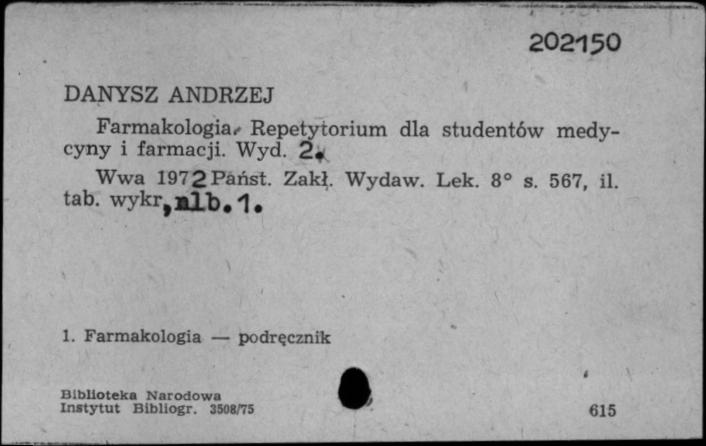 202150
DANYSZ ANDRZEJ
Farmakologia. Repetytorium dla studentów medy-
cyny i farmacji. Wyd. 2.
Wwa 1972 Państ. Zakł. Wydaw. Lek. 8° s. 567, il.
tab. wykr, nlb. 1.
1. Farmakologia — podręcznik
Biblioteka Narodowa
Instytut Bibliogr. 3508/75
615